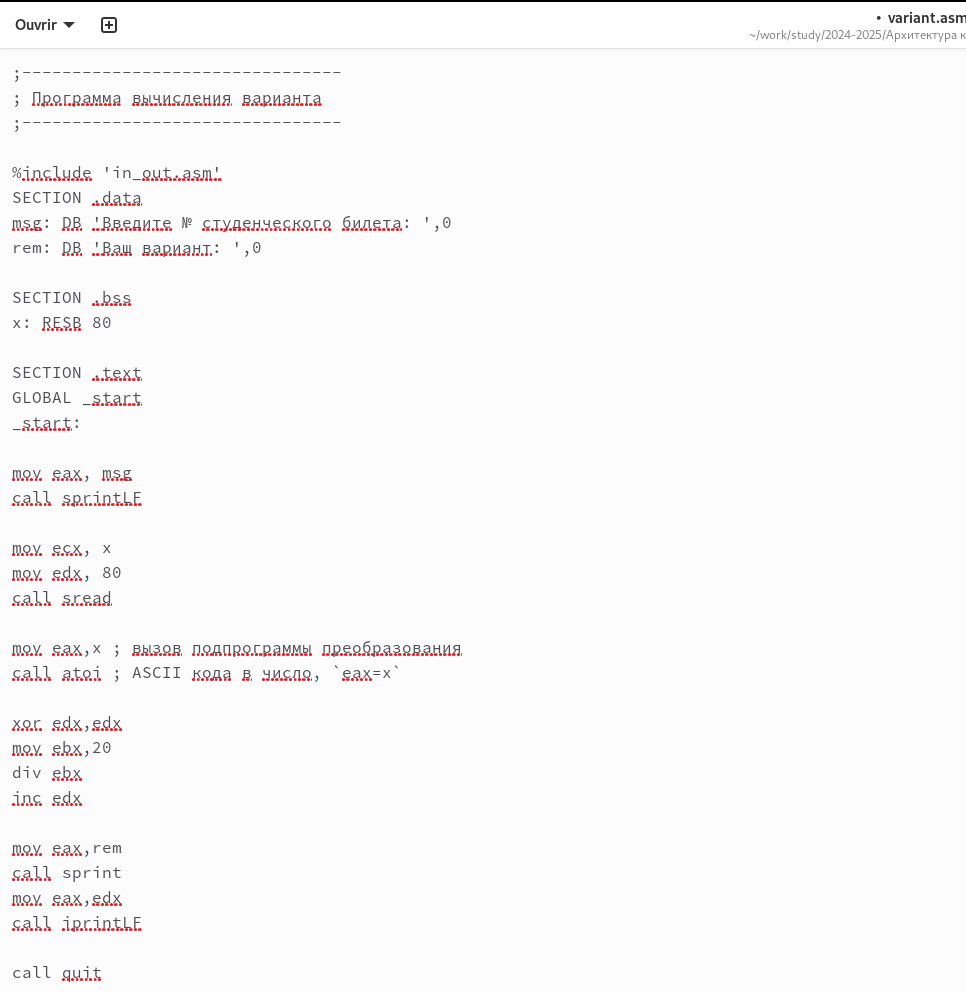 Ouvrir
• variant.asm
~/work/study/2024-2025/Архитектура к
;--------------------------------
; Программа вычисления варианта
;--------------------------------
%include 'in_out.asm'
SECTION .data
msg: DB 'Введите № студенческого билета: ',0
rem: DB 'Ваш вариант: ',0
SECTION .bss
x: RESB 80
SECTION .text
GLOBAL _start
_start:
mov eax, msg
call sprintLF
mov ecx, x
mov edx, 80
call sread
mov eax,x ; вызов подпрограммы преобразования
call atoi ; ASCII кода в число, `eax=x`
xor edx,edx
mov ebx,20
div ebx
inc edx
mov eax,rem
call sprint
mov eax,edx
call iprintLF
call quit